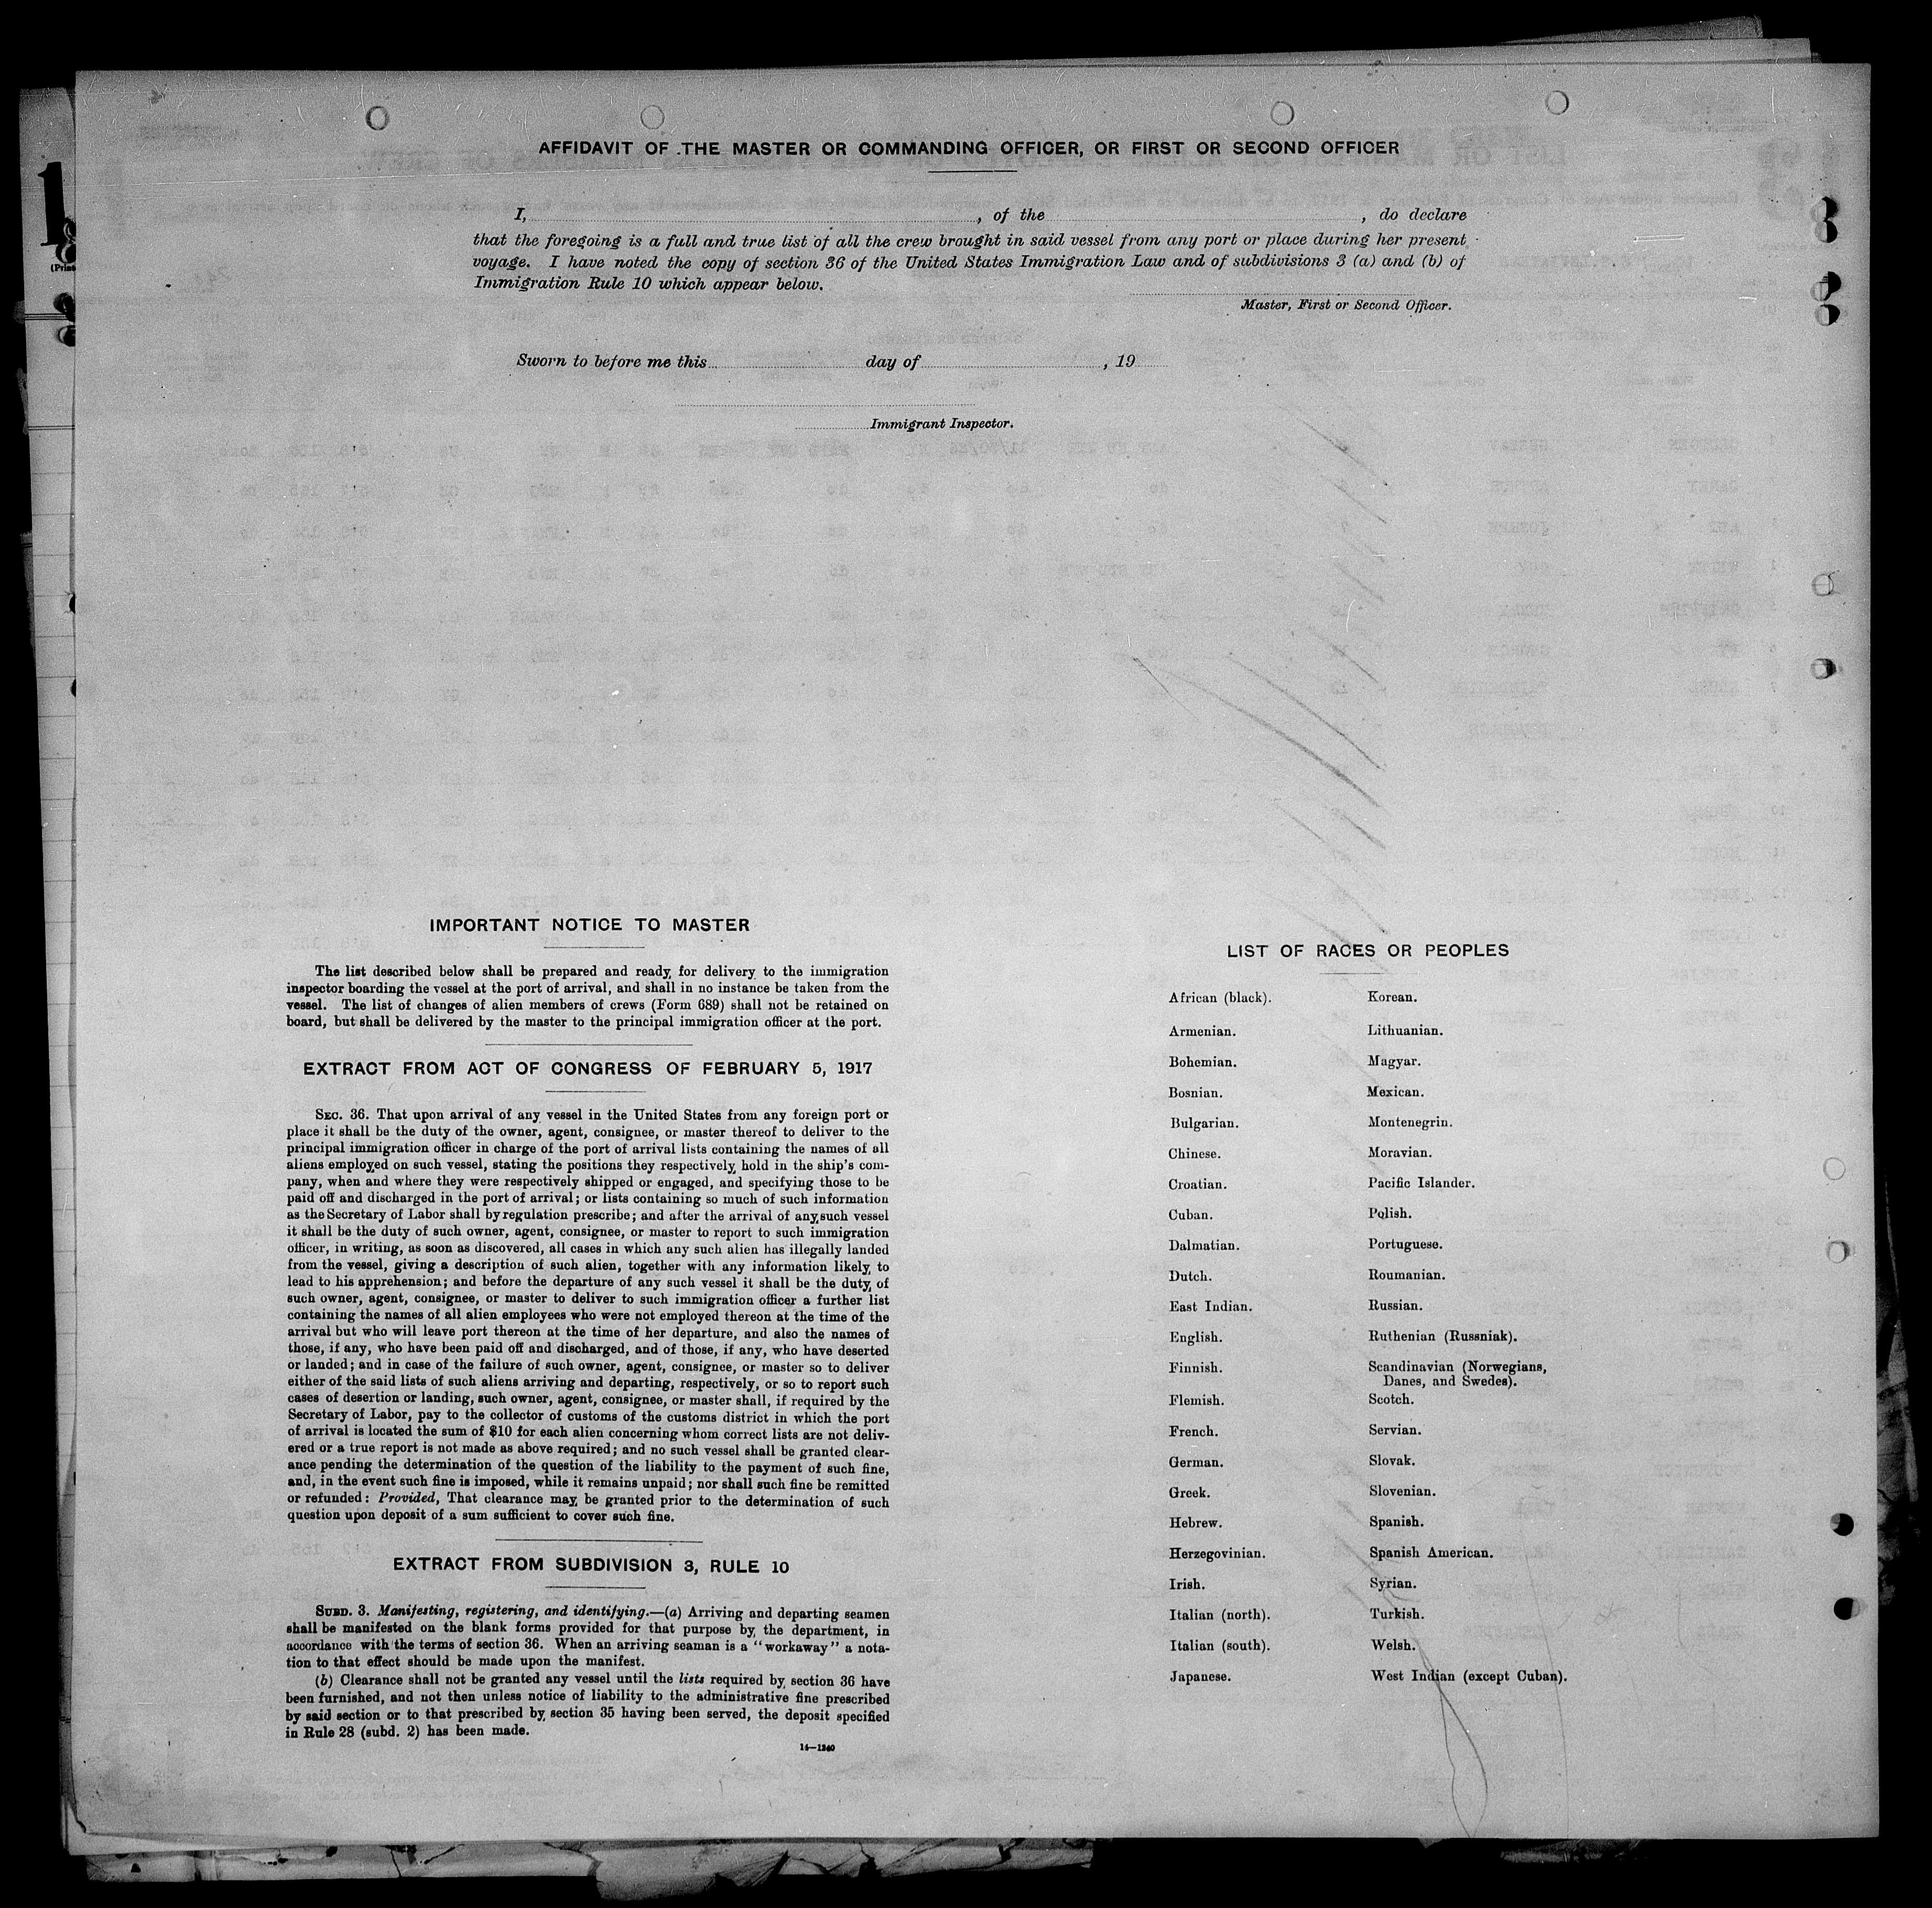 AFFIDAVIT OF THE MASTER OR COMMANDING OFFICER, OR FIRST OR SECOND OFFICER
I, , of the , do declare
that the foregoing is a full and true list of all the crew brought in said vessel from any port or place during her present
voyage. I have noted the copy of section 36 of the United States Immigration Law and of subdivisions 3 (a) and (b) of
Immigration Rule 10 which appear below.
Master, First or Second Officer.
Sworn to before me this day of , 19
Immigrant Inspector.
IMPORTANT NOTICE TO MASTER
The list described below shall be prepared and ready for delivery to the immigration
inspector boarding the vessel at the port of arrival, and shall in no instance be taken from the
vessel. The list of changes of alien members of crews (Form 689) shall not be retained on
board, but shall be delivered by the master to the principal immigration officer at the port.
EXTRACT FROM ACT OF CONGRESS OF FEBRUARY 5, 1917
SEC. 36. That upon arrival of any vessel in the United States from any foreign port or
place it shall be the duty of the owner, agent, consignee, or master thereof to deliver to the
principal immigration officer in charge of the port of arrival lists containing the names of all
aliens employed on such vessel, stating the positions they respectively hold in the ship's com-
pany, when and where they were respectively shipped or engaged, and specifying those to be
paid off and discharged in the port of arrival; or lists containing so much of such information
as the Secretary of Labor shall by regulation prescribe; and after the arrival of any such vessel
it shall be the duty of such owner, agent, consignee, or master to report to such immigration
officer, in writing, as soon as discovered, all cases in which any such alien has illegally landed
from the vessel, giving a description of such alien, together with any information likely to
lead to his apprehension; and before the departure of any such vessel it shall be the duty of
such owner, agent, consignee, or master to deliver to such immigration officer a further list
containing the names of all alien employees who were not employed thereon at the time of the
arrival but who will leave port thereon at the time of her departure, and also the names of
those, if any, who have been paid off and discharged, and of those, if any, who have deserted
or landed; and in case of the failure of such owner, agent, consignee, or master so to deliver
either of the said lists of such aliens arriving and departing, respectively, or so to report such
cases of desertion or landing, such owner, agent, consignee, or master shall, if required by the
Secretary of Labor, pay to the collector of customs of the customs district in which the port
of arrival is located the sum of $10 for each alien concerning whom correct lists are not deliv-
ered or a true report is not made as above required; and no such vessel shall be granted clear-
ance pending the determination of the question of the liability to the payment of such fine,
and, in the event such fine is imposed, while it remains unpaid; nor shall such fine be remitted
or refunded: Provided, That clearance may be granted prior to the determination of such
question upon deposit of a sum sufficient to cover such fine.
EXTRACT FROM SUBDIVISION 3, RULE 10
SUBD. 3. Manifesting, registering, and identifying.—(a) Arriving and departing seamen
shall be manifested on the blank forms provided for that purpose by the department, in
accordance with the terms of section 36. When an arriving seaman is a "workaway" a nota-
tion to that effect should be made upon the manifest.
(b) Clearance shall not be granted any vessel until the lists required by section 36 have
been furnished, and not then unless notice of liability to the administrative fine prescribed
by said section or to that prescribed by section 35 having been served, the deposit specified
in Rule 28 (subd. 2) has been made.
14—1240
LIST OF RACES OR PEOPLES
African (black).
Armenian.
Bohemian.
Bosnian.
Bulgarian.
Chinese.
Croatian.
Cuban.
Dalmatian.
Dutch.
East Indian.
English.
Finnish.
Flemish.
French.
German.
Greek.
Hebrew.
Herzegovinian.
Irish.
Italian (north).
Italian (south).
Japanese.
Korean.
Lithuanian.
Magyar.
Mexican.
Montenegrin.
Moravian.
Pacific Islander.
Polish.
Portuguese.
Roumanian.
Russian.
Ruthenian (Russniak).
Scandinavian (Norwegians,
Danes, and Swedes).
Scotch.
Servian.
Slovak.
Slovenian.
Spanish.
Spanish American.
Syrian.
Turkish.
Welsh.
West Indian (except Cuban).